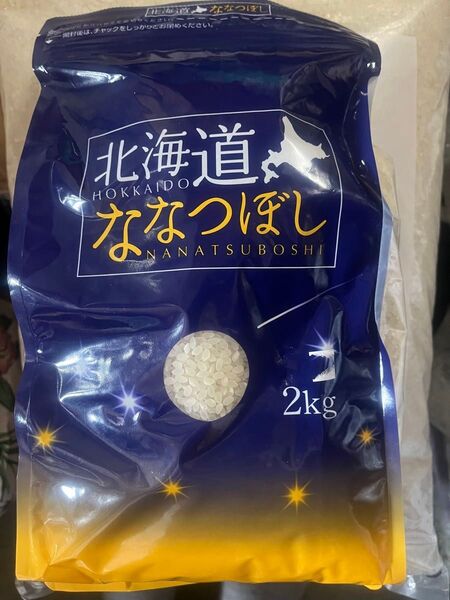 北海道
ななつぼし
開封後は、チャックをしっかりとお閉めください。
北海道
HOKKAIDO
ななつぼし
NANATSUBOSHI
2kg